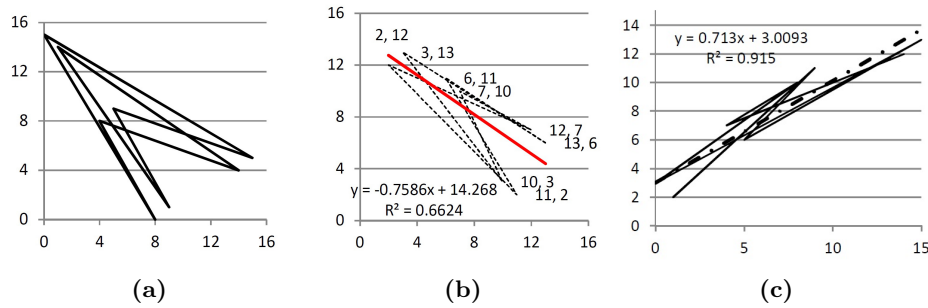 16
12
8
4
0
0 4 8 12 16
(a)
16
12
8
4
0
0 4 8 12 16
2, 12
3, 13
6, 11
7, 10
12, 7
13, 6
10, 3
11, 2
y = -0.7586x + 14.268
R² = 0.6624
(b)
14
12
10
8
6
4
2
0
0 5 10 15
y = 0.713x + 3.0093
R² = 0.915
(c)